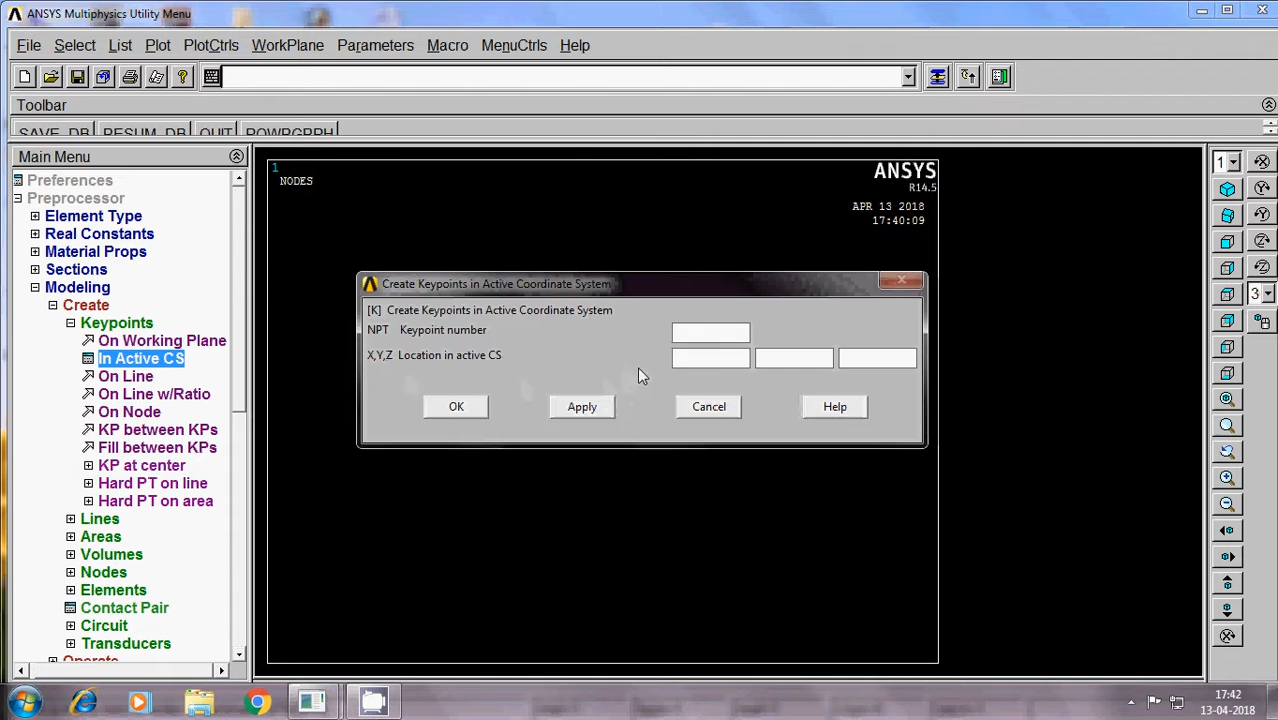 ANSYS Multiphysics Utility Menu
File Select List Plot PlotCtrls WorkPlane Parameters Macro MenuCtrls Help
Toolbar
SAVE_DB RESUM_DB QUIT POWRGRPH
Main Menu
Preferences
Preprocessor
Element Type
Real Constants
Material Props
Sections
Modeling
Create
Keypoints
On Working Plane
In Active CS
On Line
On Line w/Ratio
On Node
KP between KPs
Fill between KPs
KP at center
Hard PT on line
Hard PT on area
Lines
Areas
Volumes
Nodes
Elements
Contact Pair
Circuit
Transducers
Operate
1
NODES
ANSYS
R14.5
APR 13 2018
17:40:09
Create Keypoints in Active Coordinate System
[K] Create Keypoints in Active Coordinate System
NPT Keypoint number
X,Y,Z Location in active CS
OK Apply Cancel Help
1
3
17:42
13-04-2018